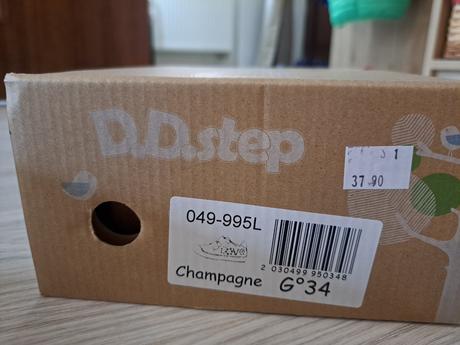 D.D.step
S 1
37.90
049-995L
2 030499 950348
Champagne G°34